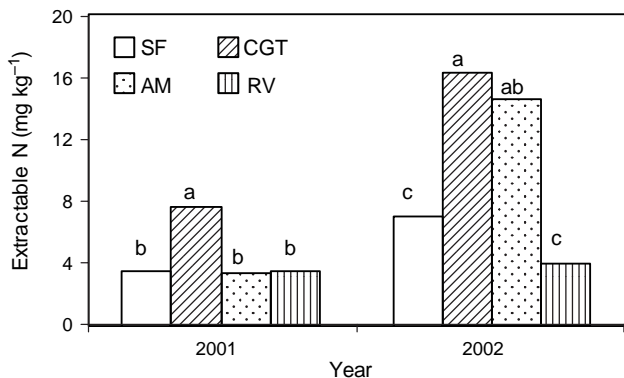 20
16
12
8
4
0
Extractable N (mg kg⁻¹)
SF
CGT
AM
RV
b
a
b
b
c
a
ab
c
2001
2002
Year